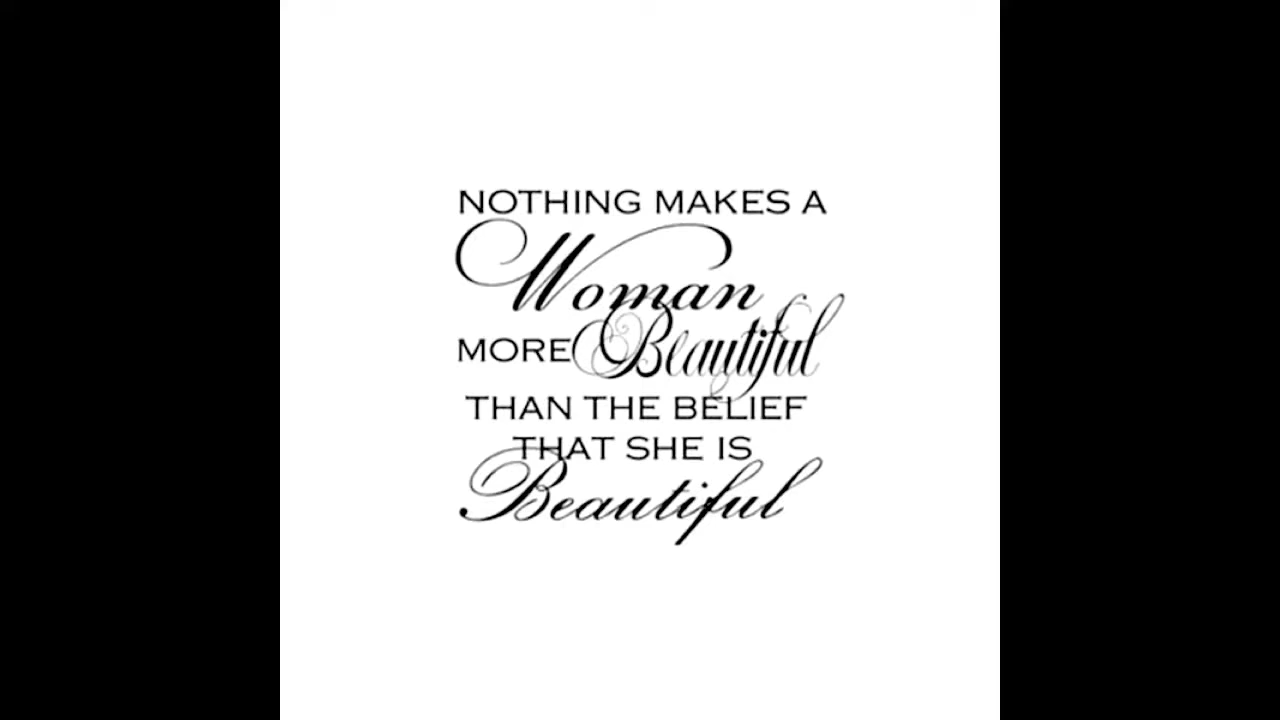 NOTHING MAKES A
Woman
MORE Beautiful
THAN THE BELIEF
THAT SHE IS
Beautiful